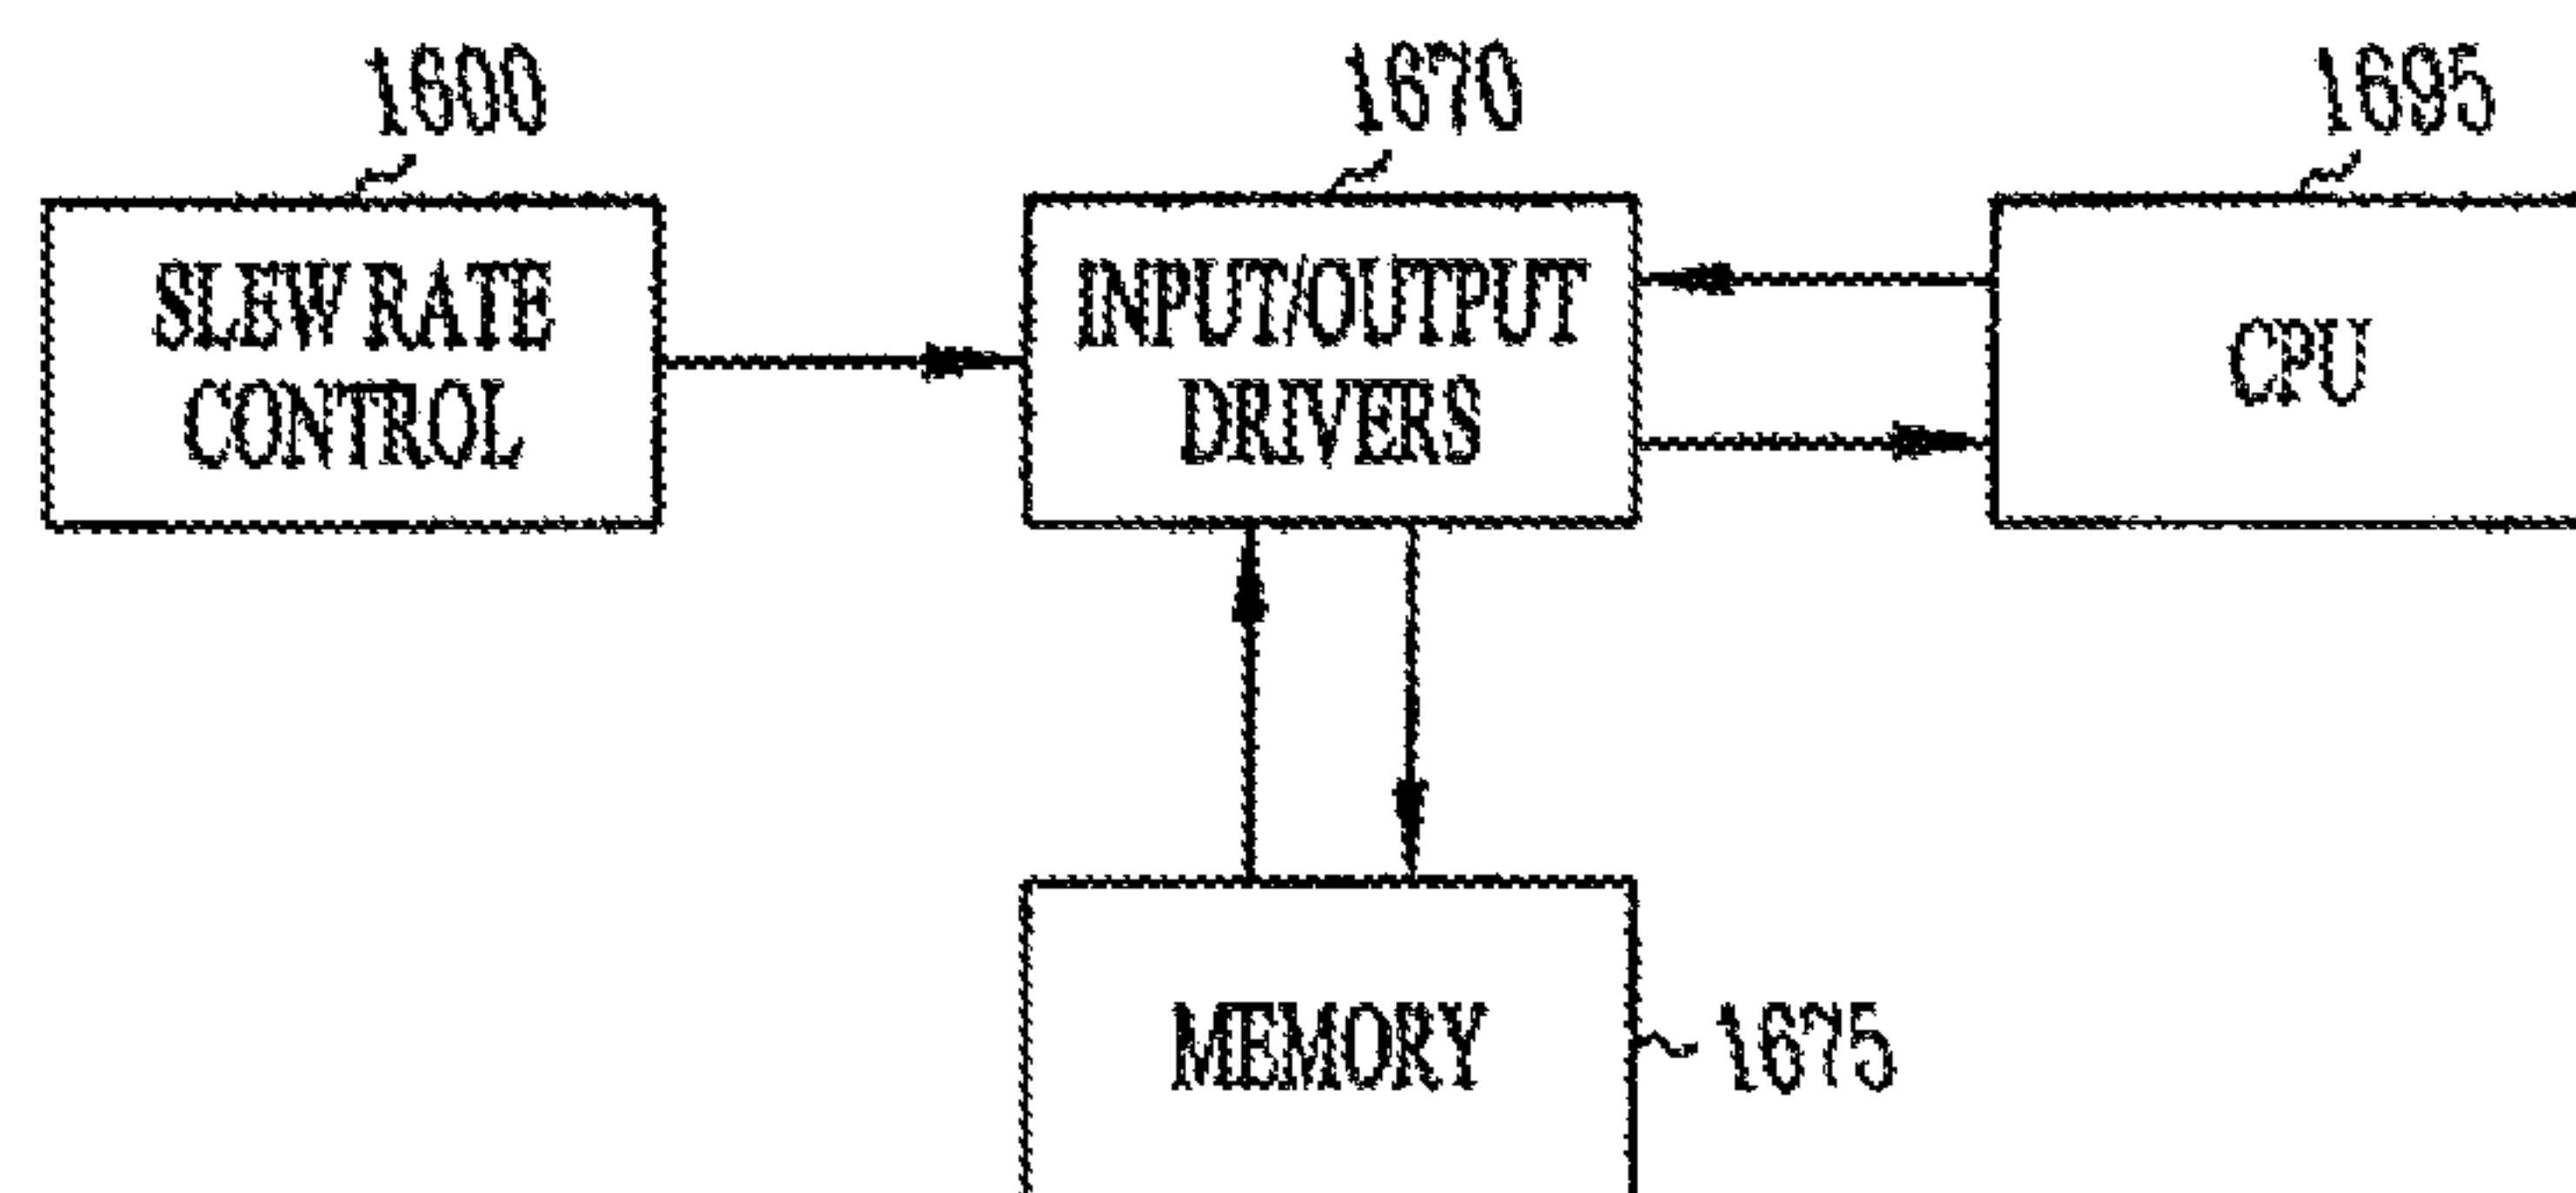 1600
1670
1695
SLEW RATE
CONTROL
INPUT/OUTPUT
DRIVERS
CPU
MEMORY
1675